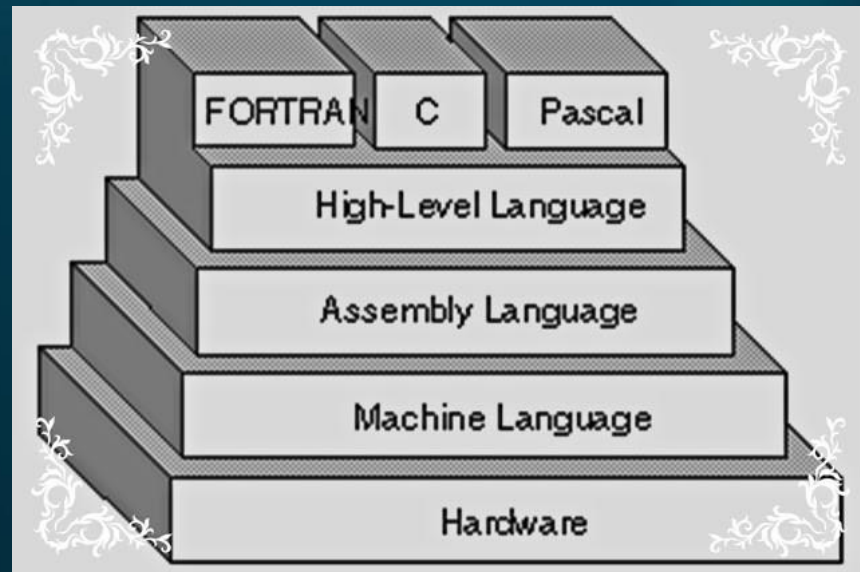 FORTRAN C Pascal
High-Level Language
Assembly Language
Machine Language
Hardware